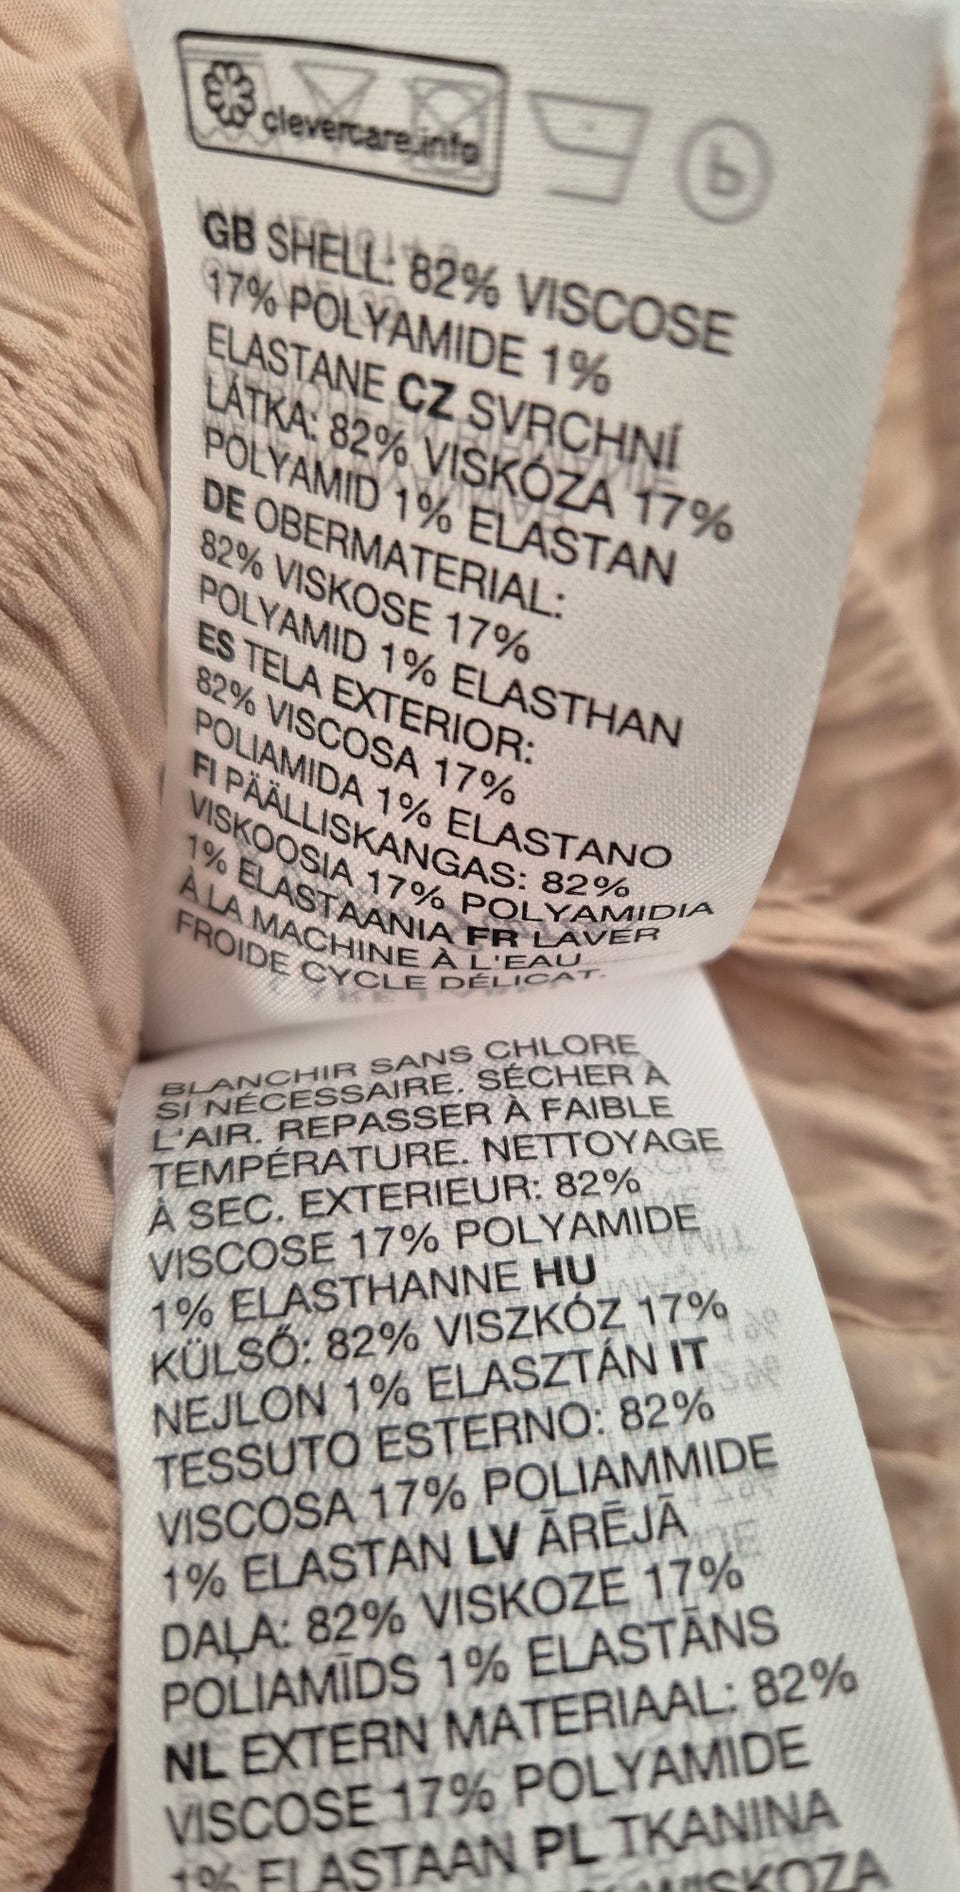 clevercare.info
GB SHELL: 82% VISCOSE
17% POLYAMIDE 1%
ELASTANE CZ SVRCHNÍ
LÁTKA: 82% VISKÓZA 17%
POLYAMID 1% ELASTAN
DE OBERMATERIAL:
82% VISKOSE 17%
POLYAMID 1% ELASTHAN
ES TELA EXTERIOR:
82% VISCOSA 17%
POLIAMIDA 1% ELASTANO
FI PÄÄLLISKANGAS: 82%
VISKOOSIA 17% POLYAMIDIA
1% ELASTAANIA FR LAVER
À LA MACHINE À L'EAU
FROIDE CYCLE DÉLICAT.
BLANCHIR SANS CHLORE
SI NÉCESSAIRE. SÉCHER À
L'AIR. REPASSER À FAIBLE
TEMPÉRATURE. NETTOYAGE
À SEC. EXTERIEUR: 82%
VISCOSE 17% POLYAMIDE
1% ELASTHANNE HU
KÜLSŐ: 82% VISZKÓZ 17%
NEJLON 1% ELASZTÁN IT
TESSUTO ESTERNO: 82%
VISCOSA 17% POLIAMMIDE
1% ELASTAN LV ĀRĒJĀ
DAĻA: 82% VISKOZE 17%
POLIAMĪDS 1% ELASTĀNS
NL EXTERN MATERIAAL: 82%
VISCOSE 17% POLYAMIDE
1% ELASTAAN PL TKANINA
WISKOZA